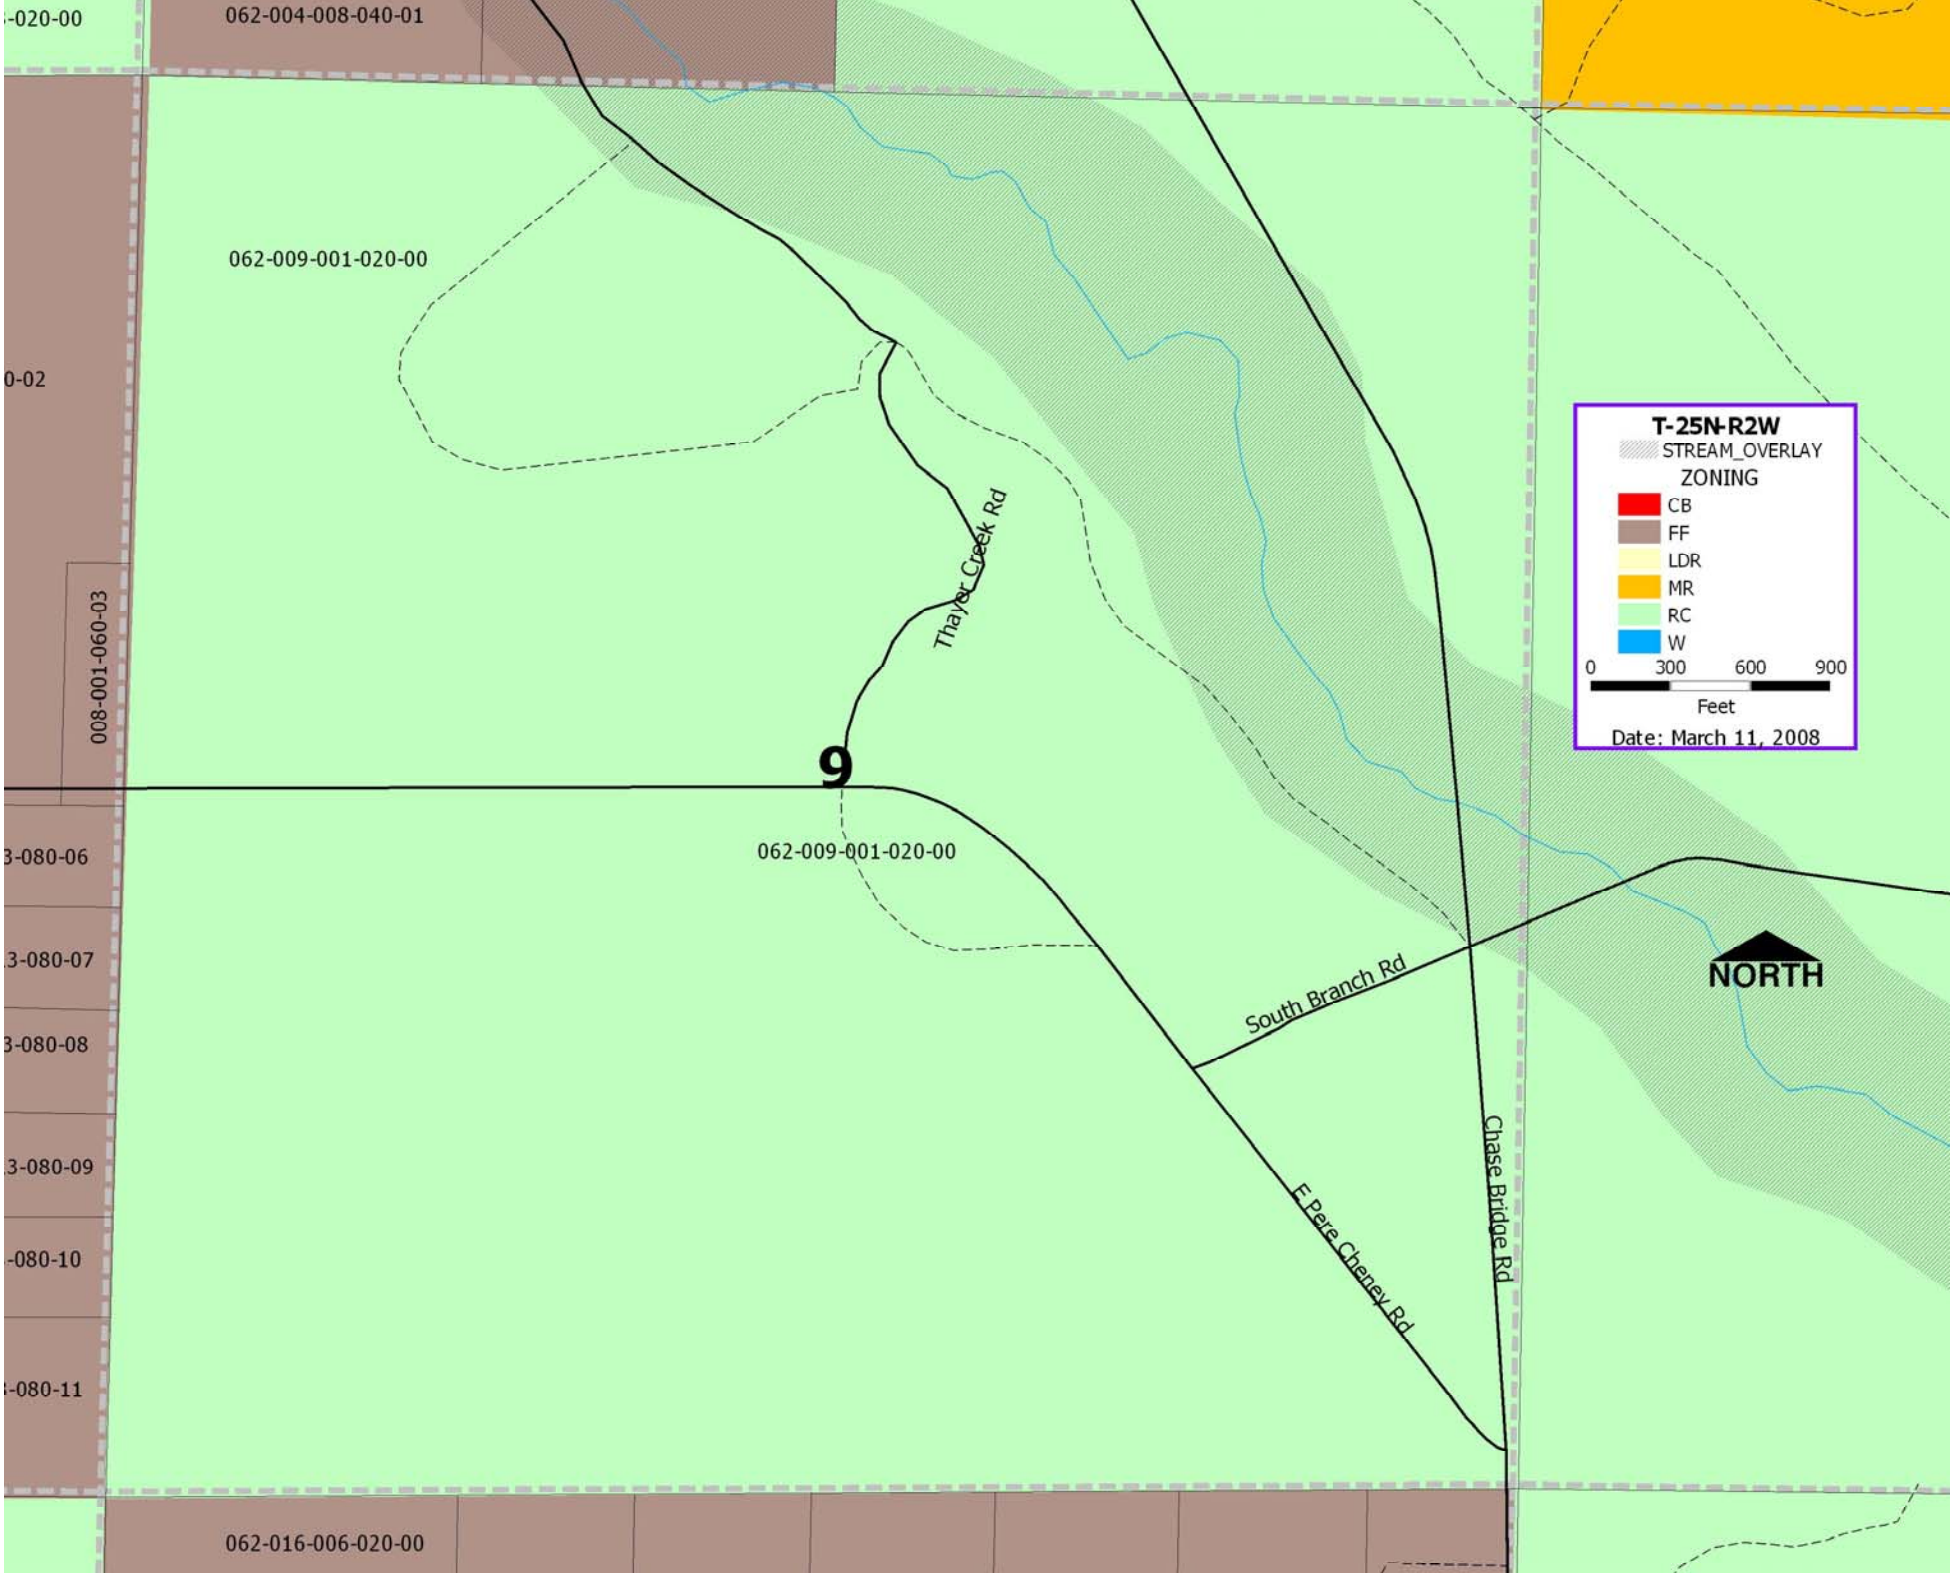 -020-00
062-004-008-040-01
062-009-001-020-00
0-02
T-25N-R2W
STREAM_OVERLAY
ZONING
CB
FF
LDR
MR
RC
W
0 300 600 900
Feet
Date: March 11, 2008
Thayer Creek Rd
008-001-060-03
9
062-009-001-020-00
3-080-06
3-080-07
3-080-08
3-080-09
-080-10
-080-11
South Branch Rd
NORTH
Chase Bridge Rd
E Pere Cheney Rd
062-016-006-020-00